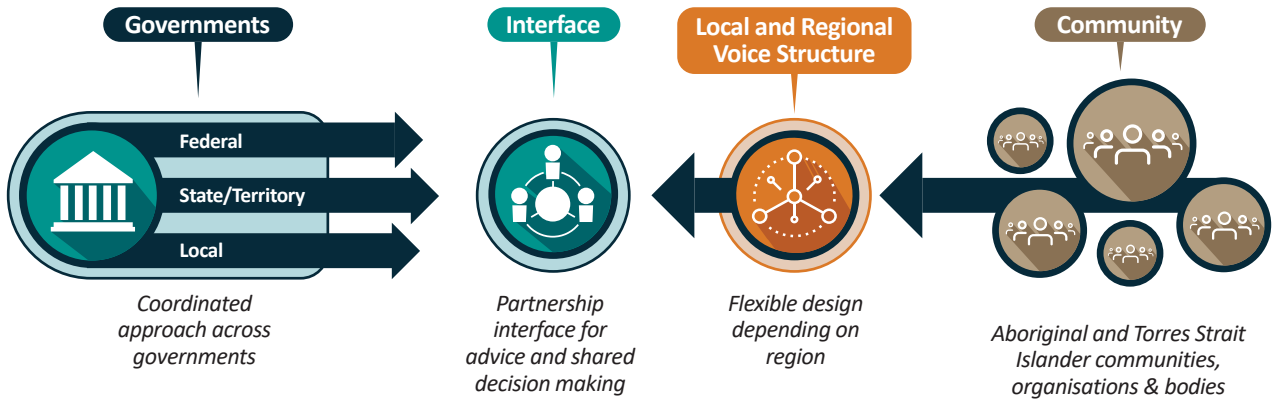 Governments
Interface
Local and Regional
Voice Structure
Community
Federal
State/Territory
Local
Coordinated
approach across
governments
Partnership
interface for
advice and shared
decision making
Flexible design
depending on
region
Aboriginal and Torres Strait
Islander communities,
organisations & bodies